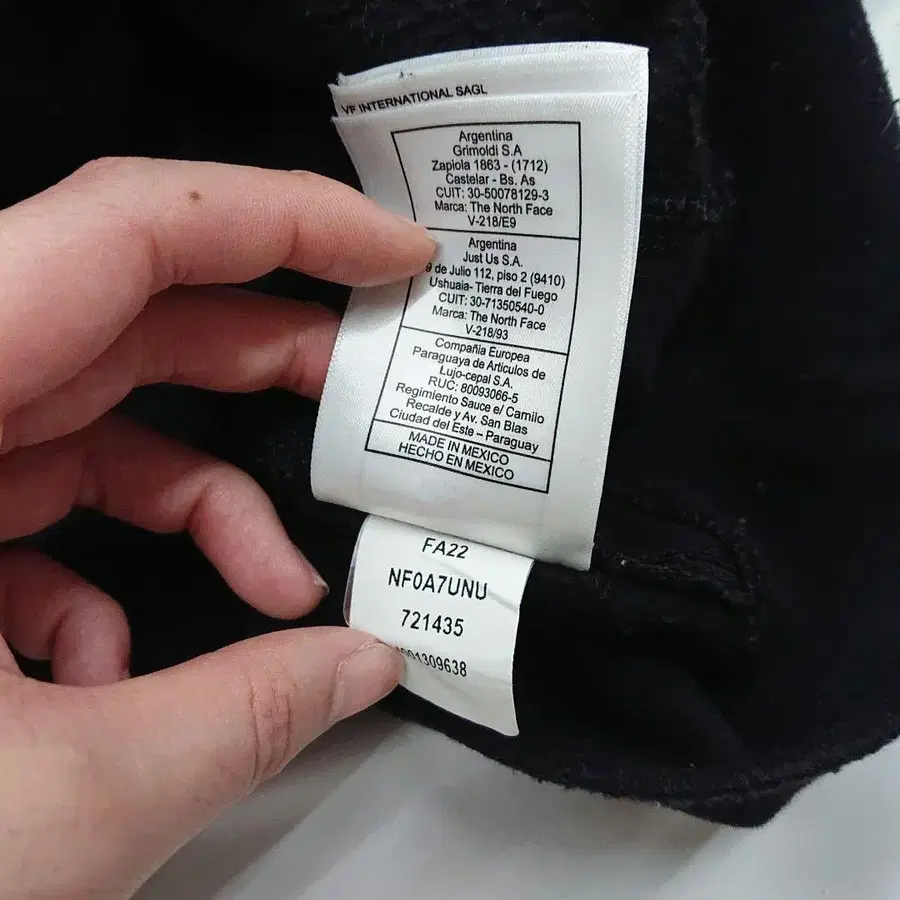 VF INTERNATIONAL SAGL
Argentina
Grimoldi S.A
Zapiola 1863 - (1712)
Castelar - Bs. As
CUIT: 30-50078129-3
Marca: The North Face
V-218/E9
Argentina
Just Us S.A.
9 de Julio 112, piso 2 (9410)
Ushuaia- Tierra del Fuego
CUIT: 30-71350540-0
Marca: The North Face
V-218/93
Compañia Europea
Paraguaya de Articulos de
Lujo-cepal S.A.
RUC: 80093066-5
Regimiento Sauce e/ Camilo
Recalde y Av. San Blas
Ciudad del Este – Paraguay
MADE IN MEXICO
HECHO EN MEXICO
FA22
NF0A7UNU
721435